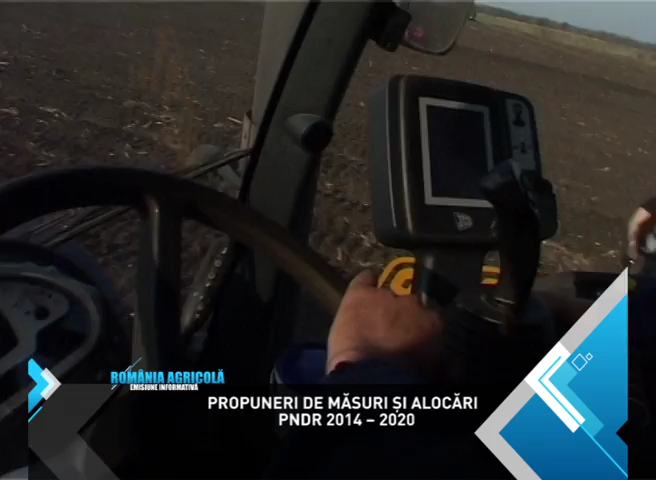 ROMÂNIA AGRICOLĂ
EMISIUNE INFORMATIVĂ
PROPUNERI DE MĂSURI ȘI ALOCĂRI
PNDR 2014 – 2020